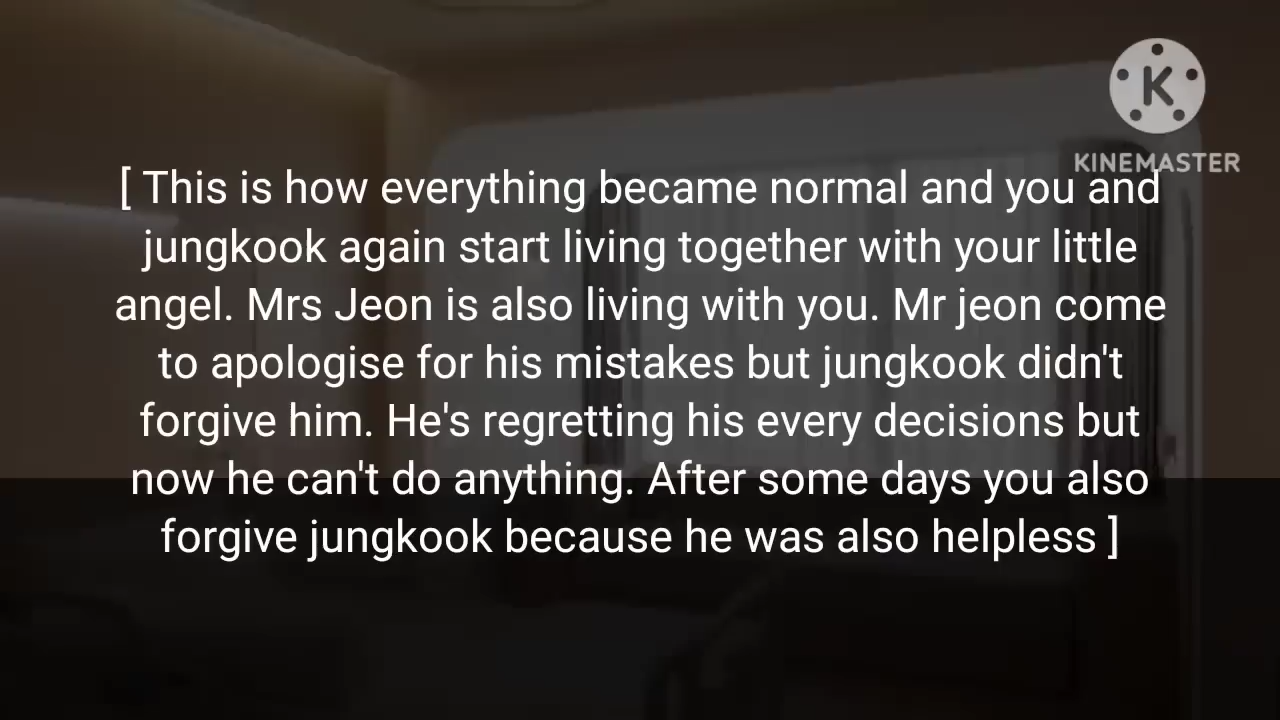 K
KINEMASTER
[ This is how everything became normal and you and
jungkook again start living together with your little
angel. Mrs Jeon is also living with you. Mr jeon come
to apologise for his mistakes but jungkook didn't
forgive him. He's regretting his every decisions but
now he can't do anything. After some days you also
forgive jungkook because he was also helpless ]